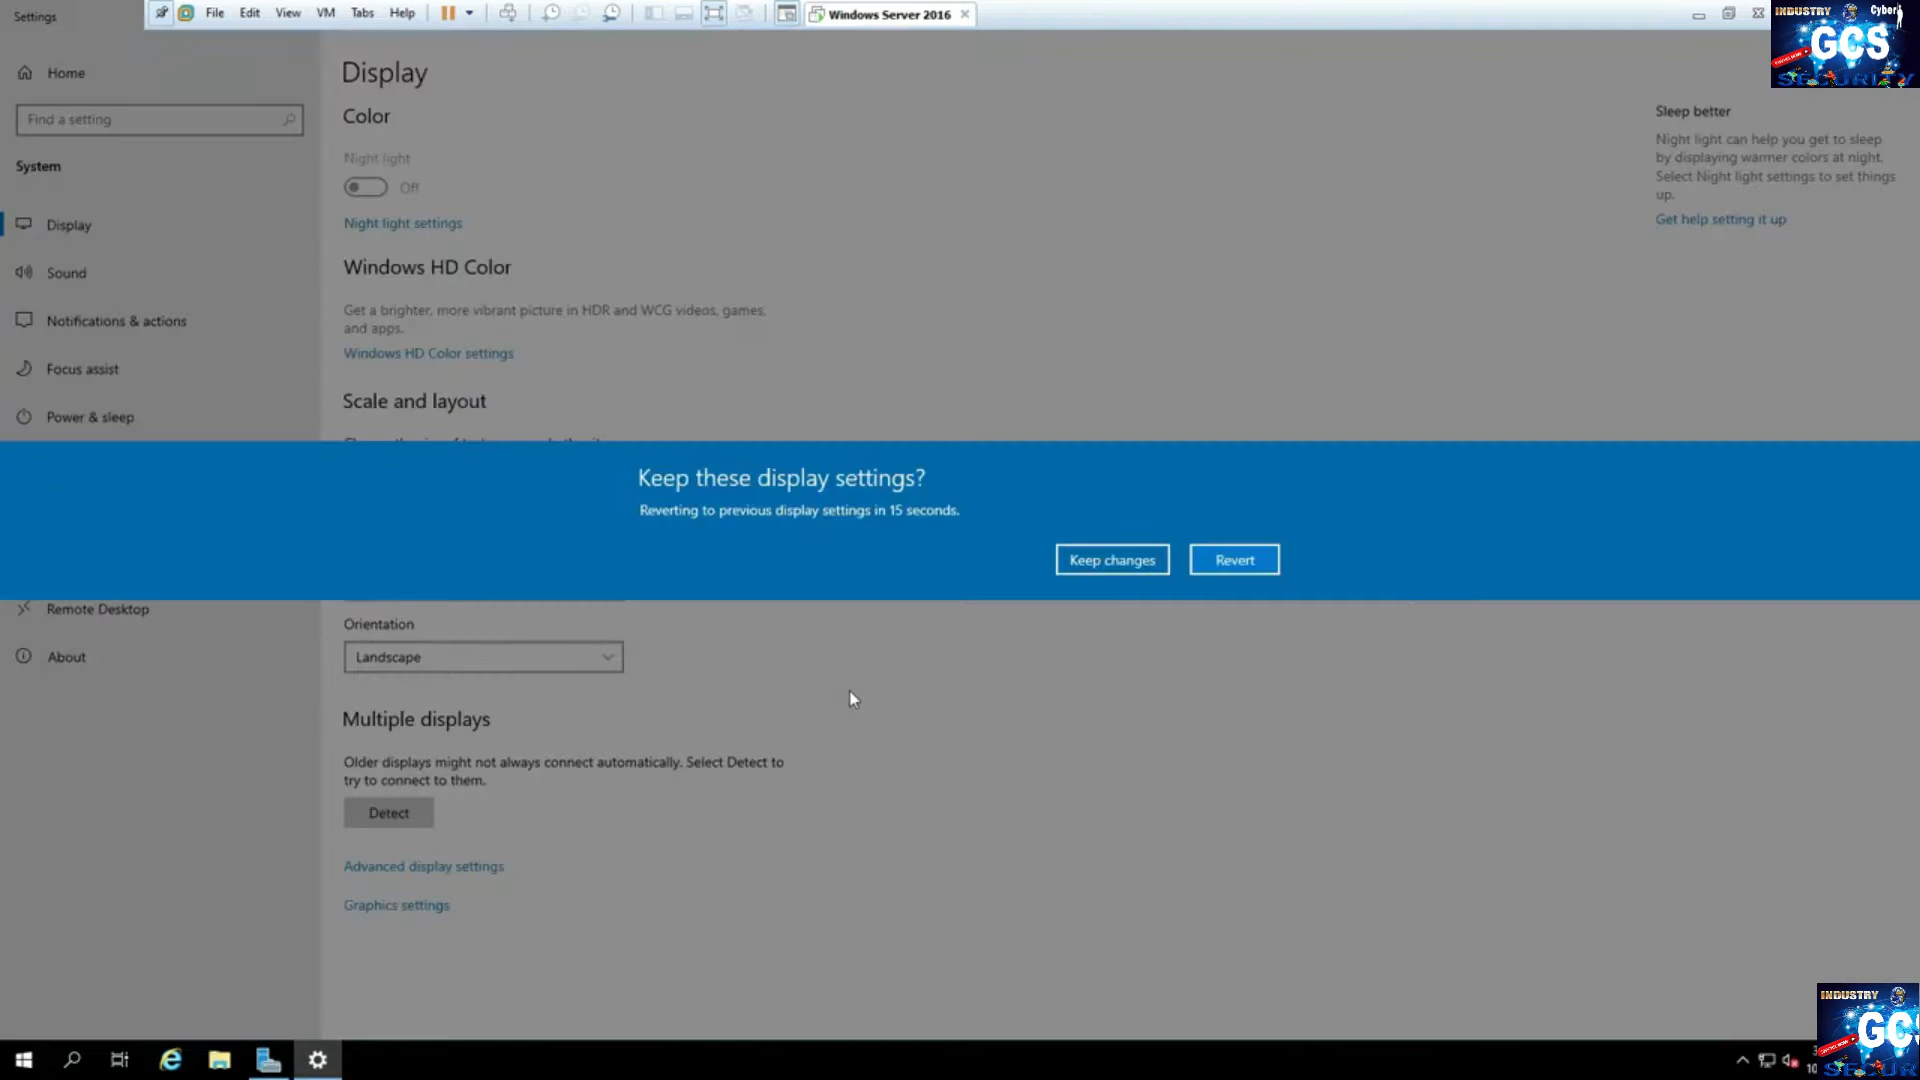 Settings
File Edit View VM Tabs Help
Windows Server 2016
INDUSTRY Cyber
GCS
SECURITY
Home
Find a setting
System
Display
Sound
Notifications & actions
Focus assist
Power & sleep
Remote Desktop
About
Display
Color
Night light
Off
Night light settings
Windows HD Color
Get a brighter, more vibrant picture in HDR and WCG videos, games,
and apps.
Windows HD Color settings
Scale and layout
Sleep better
Night light can help you get to sleep
by displaying warmer colors at night.
Select Night light settings to set things
up.
Get help setting it up
Keep these display settings?
Reverting to previous display settings in 15 seconds.
Keep changes
Revert
Orientation
Landscape
Multiple displays
Older displays might not always connect automatically. Select Detect to
try to connect to them.
Detect
Advanced display settings
Graphics settings
INDUSTRY
GCS
SECUR